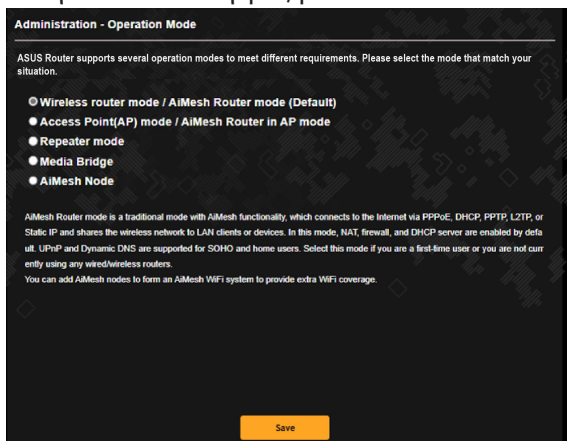 Administration - Operation Mode
ASUS Router supports several operation modes to meet different requirements. Please select the mode that match your
situation.
Wireless router mode / AiMesh Router mode (Default)
Access Point(AP) mode / AiMesh Router in AP mode
Repeater mode
Media Bridge
AiMesh Node
AiMesh Router mode is a traditional mode with AiMesh functionality, which connects to the Internet via PPPoE, DHCP, PPTP, L2TP, or
Static IP and shares the wireless network to LAN clients or devices. In this mode, NAT, firewall, and DHCP server are enabled by defa
ult. UPnP and Dynamic DNS are supported for SOHO and home users. Select this mode if you are a first-time user or you are not curr
ently using any wired/wireless routers.
You can add AiMesh nodes to form an AiMesh WiFi system to provide extra WiFi coverage.
Save